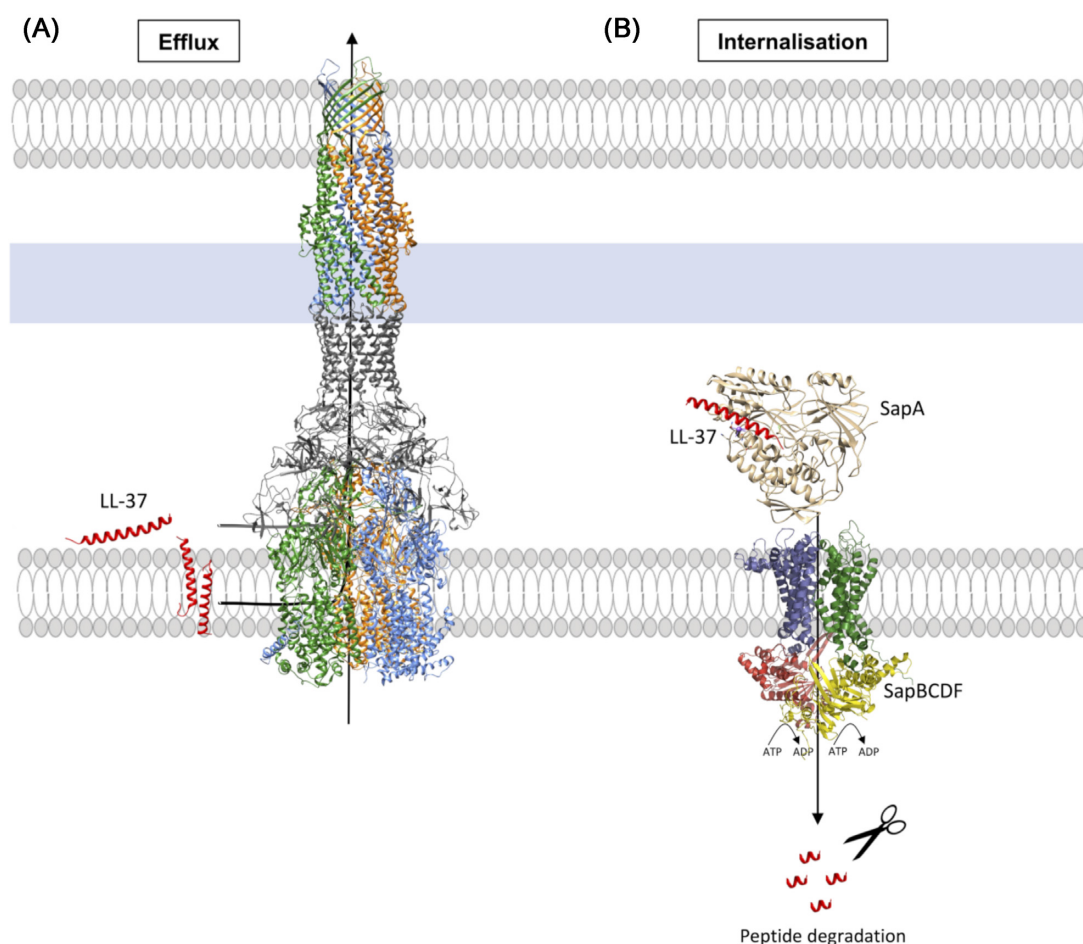 (A)
Efflux
LL-37
(B)
Internalisation
SapA
LL-37
SapBCDF
ATP ADP ATP ADP
Peptide degradation